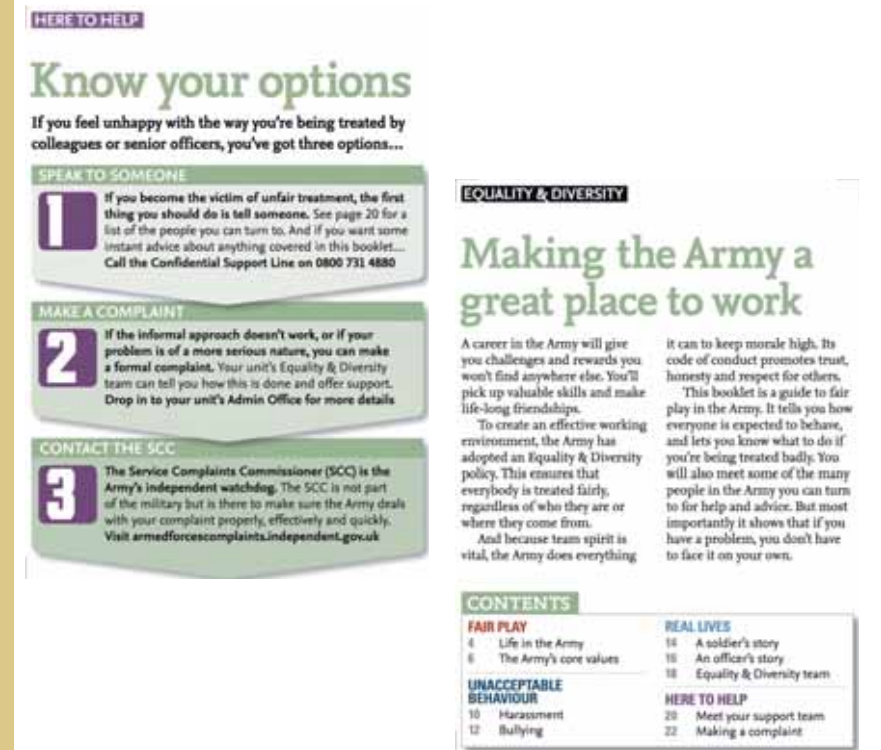 HERE TO HELP
Know your options
If you feel unhappy with the way you're being treated by
colleagues or senior officers, you've got three options...
SPEAK TO SOMEONE
1
If you become the victim of unfair treatment, the first
thing you should do is tell someone. See page 20 for a
list of the people you can turn to. And if you want some
instant advice about anything covered in this booklet...
Call the Confidential Support Line on 0800 731 4880
MAKE A COMPLAINT
2
If the informal approach doesn't work, or if your
problem is of a more serious nature, you can make
a formal complaint. Your unit's Equality & Diversity
team can tell you how this is done and offer support.
Drop in to your unit's Admin Office for more details
CONTACT THE SCC
3
The Service Complaints Commissioner (SCC) is the
Army's independent watchdog. The SCC is not part
of the military but is there to make sure the Army deals
with your complaint properly, effectively and quickly.
Visit armedforcescomplaints.independent.gov.uk
EQUALITY & DIVERSITY
Making the Army a
great place to work
A career in the Army will give
you challenges and rewards you
won't find anywhere else. You'll
pick up valuable skills and make
life-long friendships.
To create an effective working
environment, the Army has
adopted an Equality & Diversity
policy. This ensures that
everybody is treated fairly,
regardless of who they are or
where they come from.
And because team spirit is
vital, the Army does everything
it can to keep morale high. Its
code of conduct promotes trust,
honesty and respect for others.
This booklet is a guide to fair
play in the Army. It tells you how
everyone is expected to behave,
and lets you know what to do if
you're being treated badly. You
will also meet some of the many
people in the Army you can turn
to for help and advice. But most
importantly it shows that if you
have a problem, you don't have
to face it on your own.
CONTENTS
FAIR PLAY
4 Life in the Army
6 The Army's core values
UNACCEPTABLE
BEHAVIOUR
10 Harassment
12 Bullying
REAL LIVES
14 A soldier's story
16 An officer's story
18 Equality & Diversity team
HERE TO HELP
20 Meet your support team
22 Making a complaint